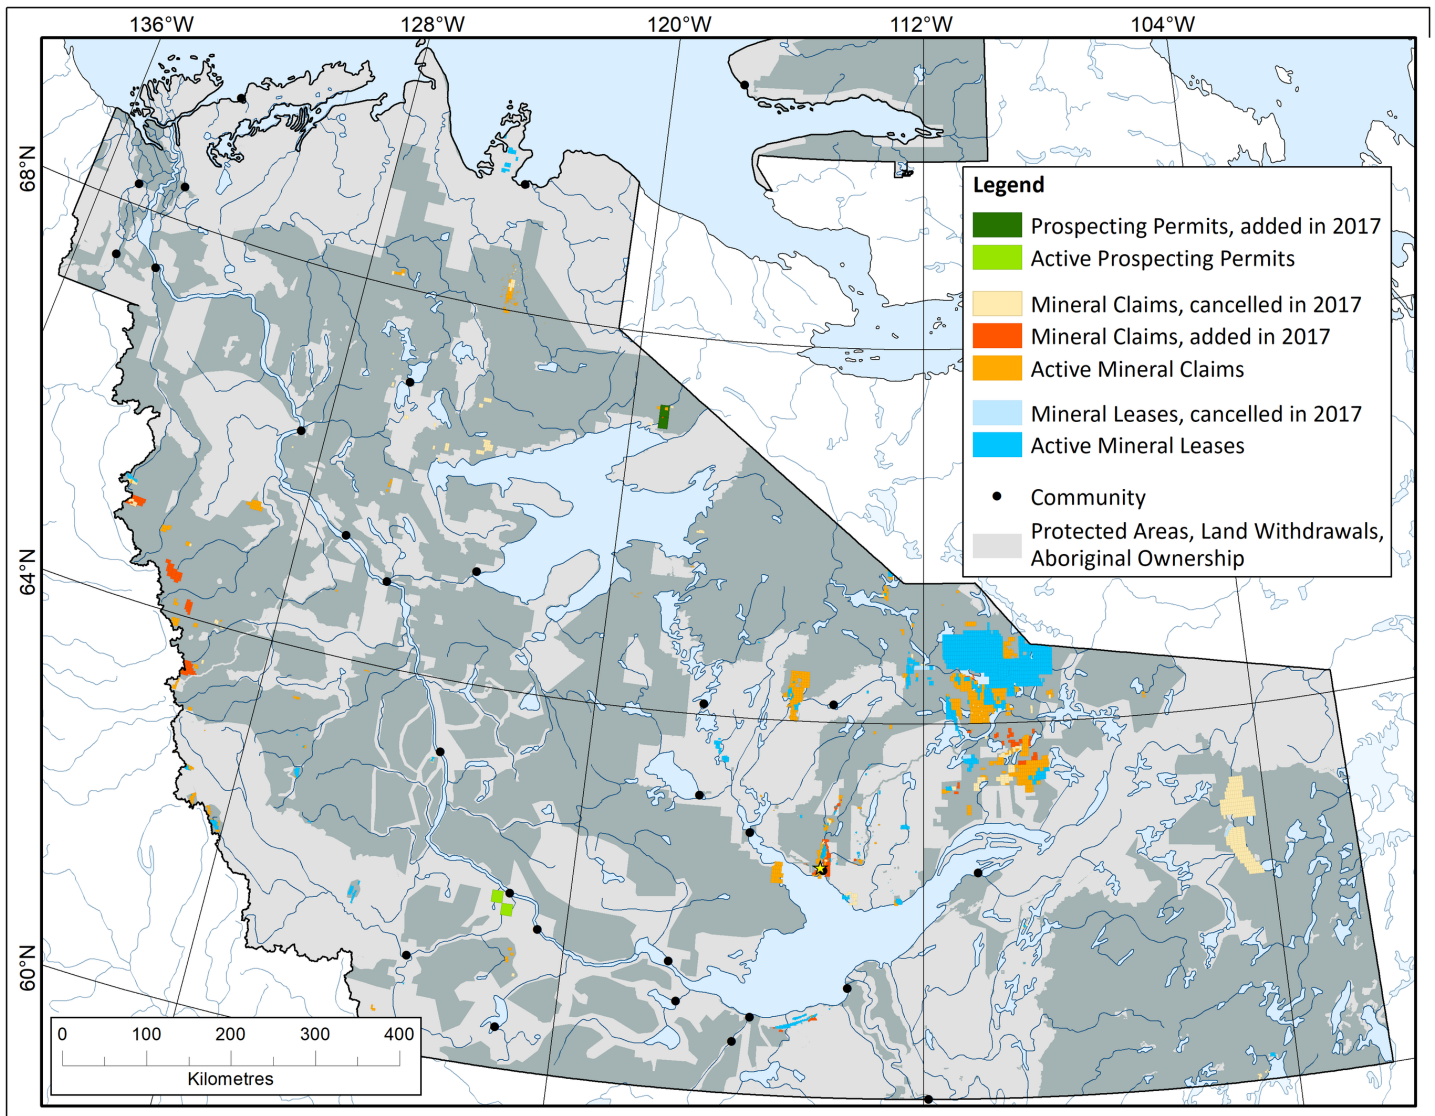 136°W 128°W 120°W 112°W 104°W
68°N
64°N
60°N
Legend
Prospecting Permits, added in 2017
Active Prospecting Permits
Mineral Claims, cancelled in 2017
Mineral Claims, added in 2017
Active Mineral Claims
Mineral Leases, cancelled in 2017
Active Mineral Leases
Community
Protected Areas, Land Withdrawals,
Aboriginal Ownership
0 100 200 300 400
Kilometres